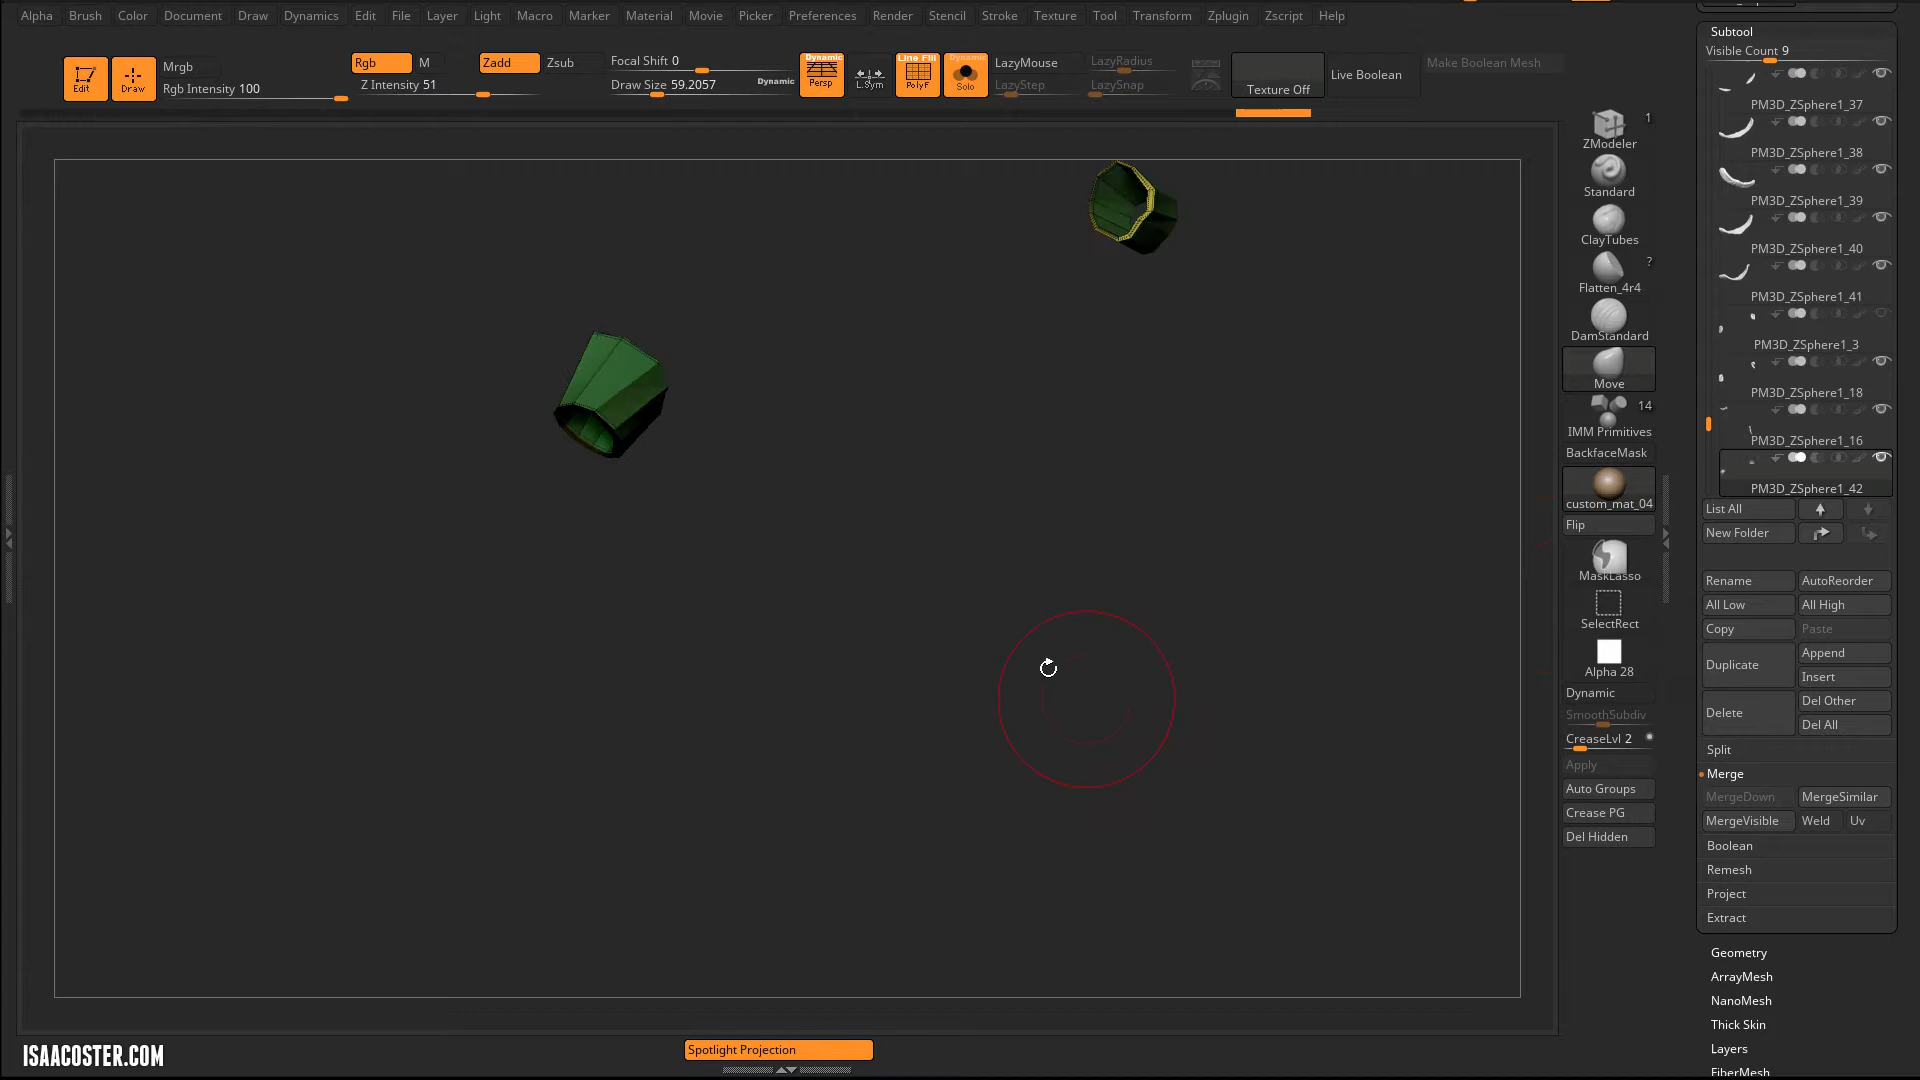 Alpha Brush Color Document Draw Dynamics Edit File Layer Light Macro Marker Material Movie Picker Preferences Render Stencil Stroke Texture Tool Transform Zplugin Zscript Help
Edit
Draw
Mrgb
Rgb Intensity 100
Rgb M
Z Intensity 51
Zadd Zsub
Focal Shift 0
Draw Size 59.2057
Dynamic
Dynamic
Persp
L.Sym
Line Fill
PolyF
Dynamic
Solo
LazyMouse
LazyStep
LazyRadius
LazySnap
Texture Off
Live Boolean
Make Boolean Mesh
1
ZModeler
Standard
ClayTubes
?
Flatten_4r4
DamStandard
Move
14
IMM Primitives
BackfaceMask
custom_mat_04
Flip
MaskLasso
SelectRect
Alpha 28
Dynamic
SmoothSubdiv
CreaseLvl 2
Apply
Auto Groups
Crease PG
Del Hidden
Subtool
Visible Count 9
PM3D_ZSphere1_37
PM3D_ZSphere1_38
PM3D_ZSphere1_39
PM3D_ZSphere1_40
PM3D_ZSphere1_41
PM3D_ZSphere1_3
PM3D_ZSphere1_18
PM3D_ZSphere1_16
PM3D_ZSphere1_42
List All
New Folder
Rename AutoReorder
All Low All High
Copy Paste
Duplicate Append
Insert
Delete Del Other
Del All
Split
Merge
MergeDown MergeSimilar
MergeVisible Weld Uv
Boolean
Remesh
Project
Extract
Geometry
ArrayMesh
NanoMesh
Thick Skin
Layers
FiberMesh
Spotlight Projection
ISAACOSTER.COM